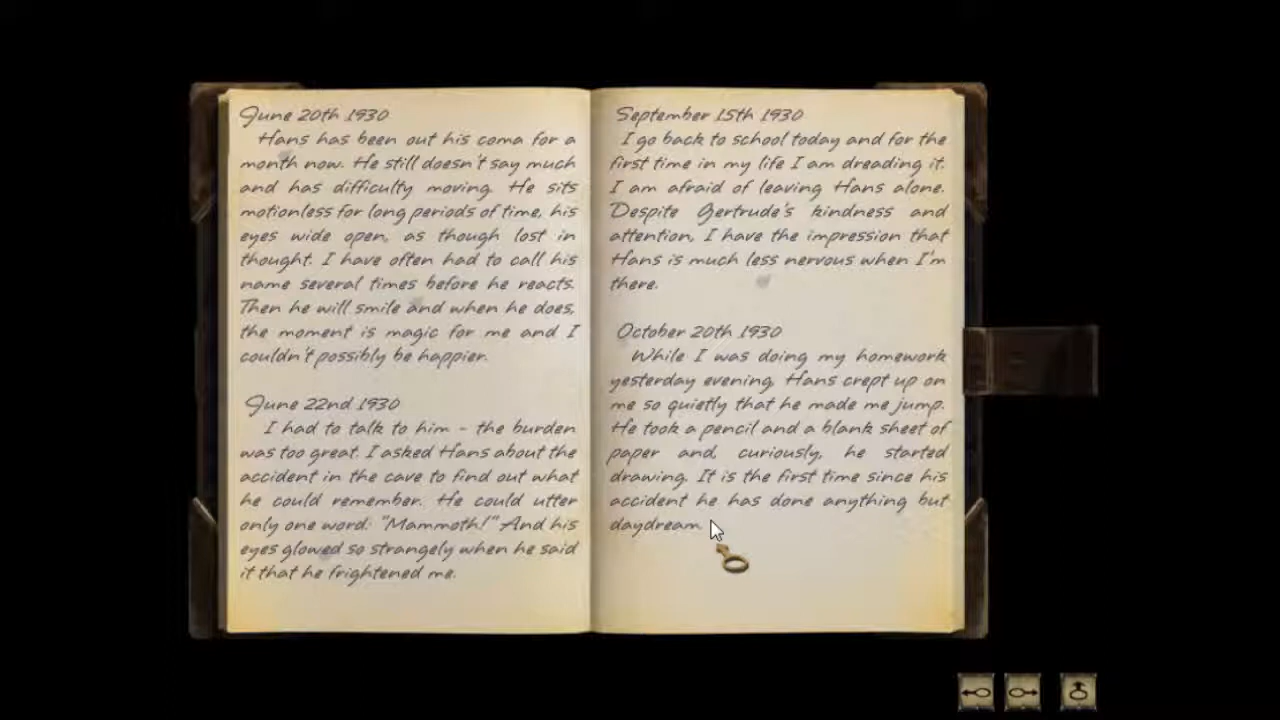 June 20th 1930
Hans has been out his coma for a
month now. He still doesn't say much
and has difficulty moving. He sits
motionless for long periods of time, his
eyes wide open, as though lost in
thought. I have often had to call his
name several times before he reacts.
Then he will smile and when he does,
the moment is magic for me and I
couldn't possibly be happier.
June 22nd 1930
I had to talk to him - the burden
was too great. I asked Hans about the
accident in the cave to find out what
he could remember. He could utter
only one word: "Mammoth!" And his
eyes glowed so strangely when he said
it that he frightened me.
September 15th 1930
I go back to school today and for the
first time in my life I am dreading it.
I am afraid of leaving Hans alone.
Despite Gertrude's kindness and
attention, I have the impression that
Hans is much less nervous when I'm
there.
October 20th 1930
While I was doing my homework
yesterday evening, Hans crept up on
me so quietly that he made me jump.
He took a pencil and a blank sheet of
paper and, curiously, he started
drawing. It is the first time since his
accident he has done anything but
daydream.